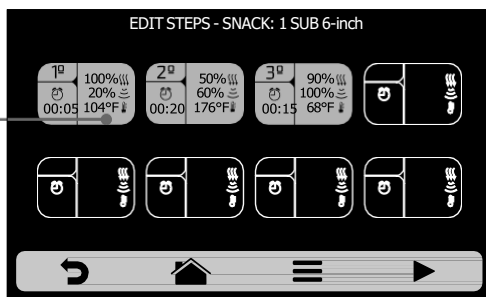 EDIT STEPS - SNACK: 1 SUB 6-inch
1º 100%
20%
00:05 104°F
2º 50%
60%
00:20 176°F
3º 90%
100%
00:15 68°F